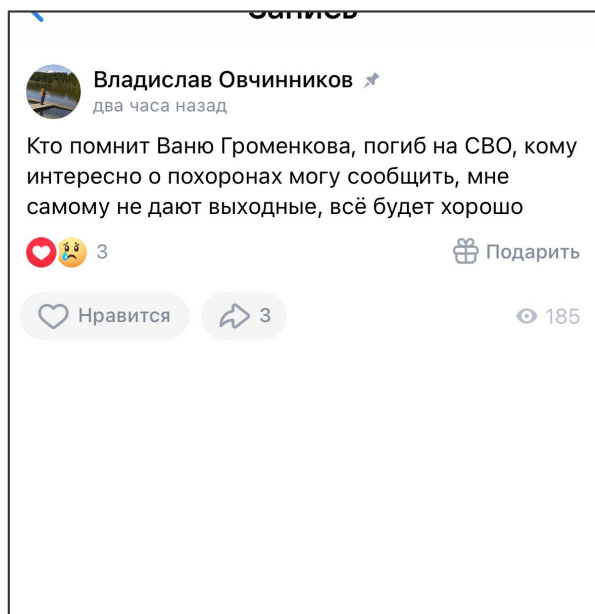 Запись
Владислав Овчинников
два часа назад
Кто помнит Ваню Громенкова, погиб на СВО, кому
интересно о похоронах могу сообщить, мне
самому не дают выходные, всё будет хорошо
3
Подарить
Нравится
3
185